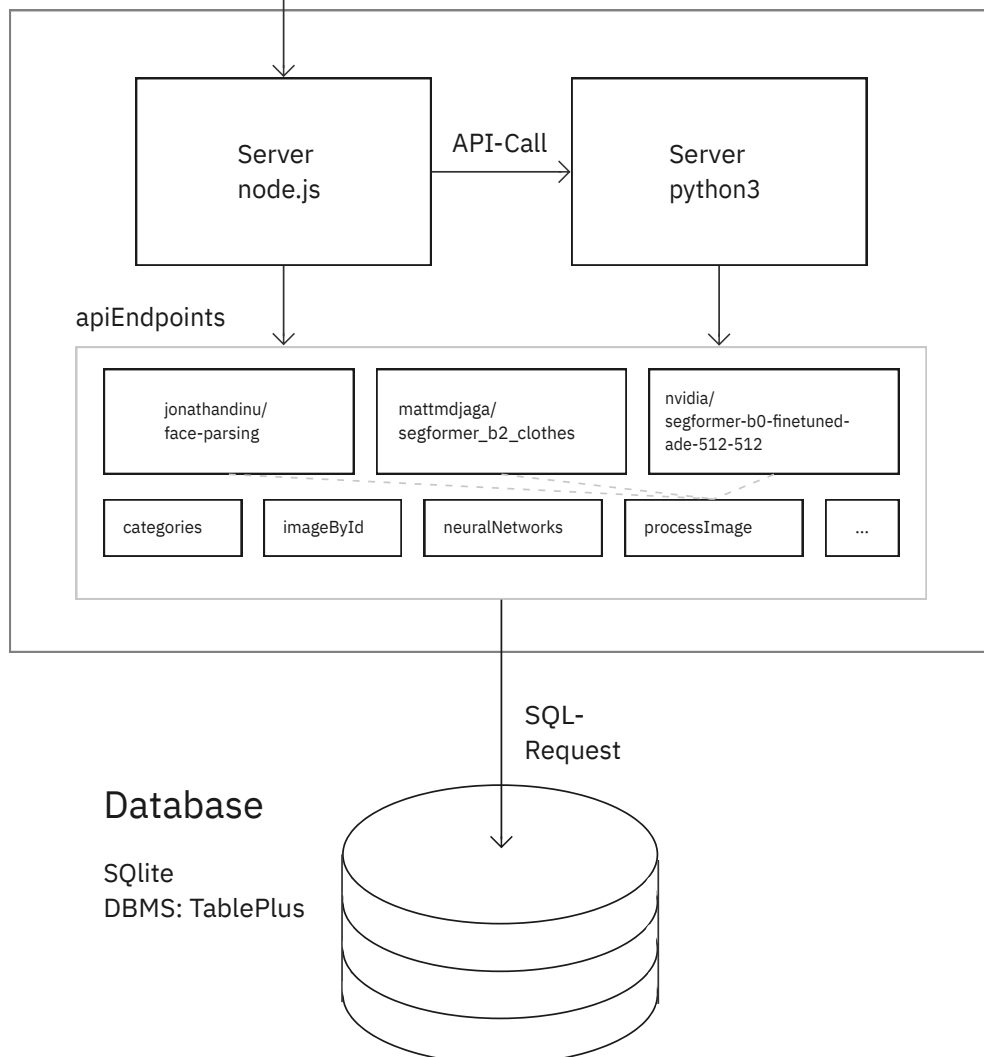 Server
node.js
API-Call
Server
python3
apiEndpoints
jonathandinu/
face-parsing
mattmdjaga/
segformer_b2_clothes
nvidia/
segformer-b0-finetuned-
ade-512-512
categories
imageById
neuralNetworks
processImage
...
SQL-
Request
Database
SQlite
DBMS: TablePlus